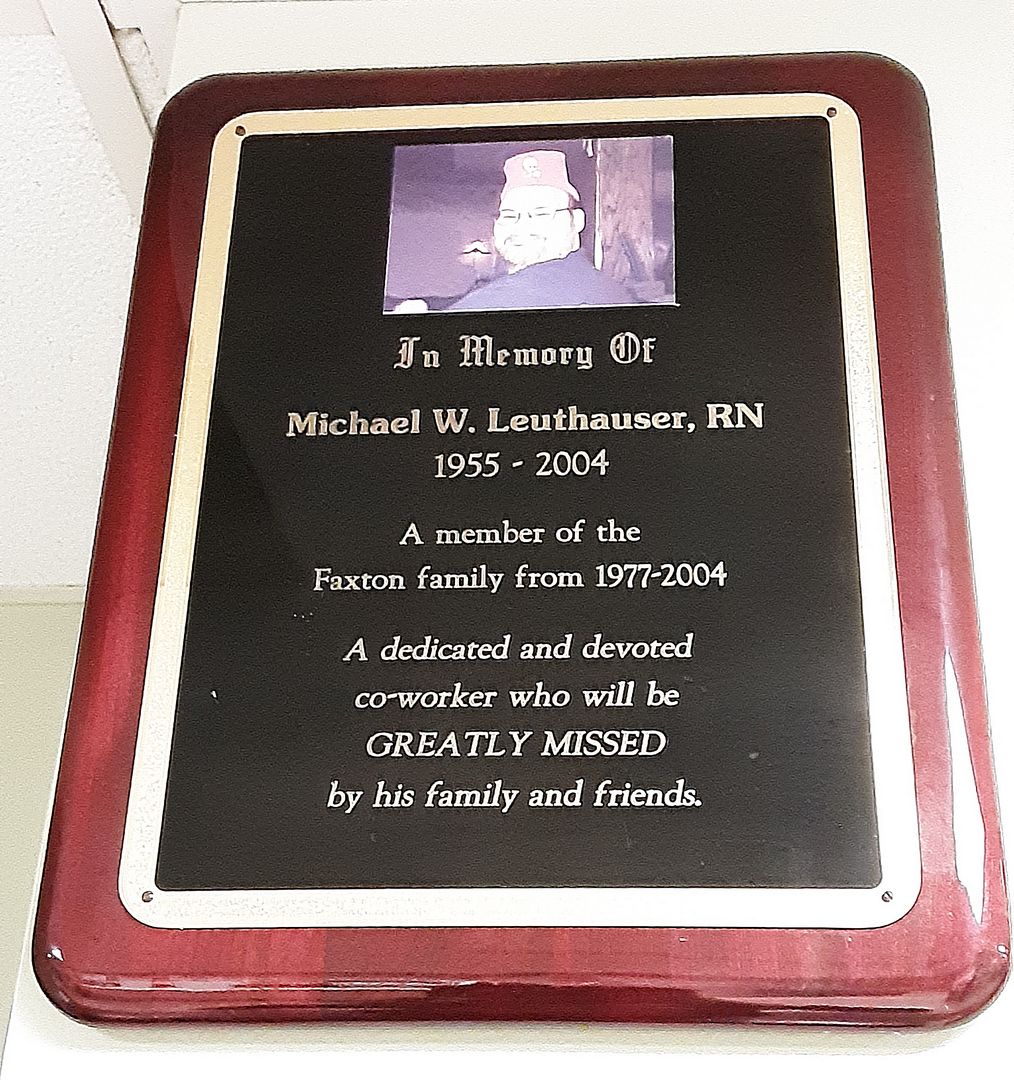 In Memory Of
Michael W. Leuthauser, RN
1955 - 2004
A member of the
Faxton family from 1977-2004
A dedicated and devoted
co-worker who will be
GREATLY MISSED
by his family and friends.